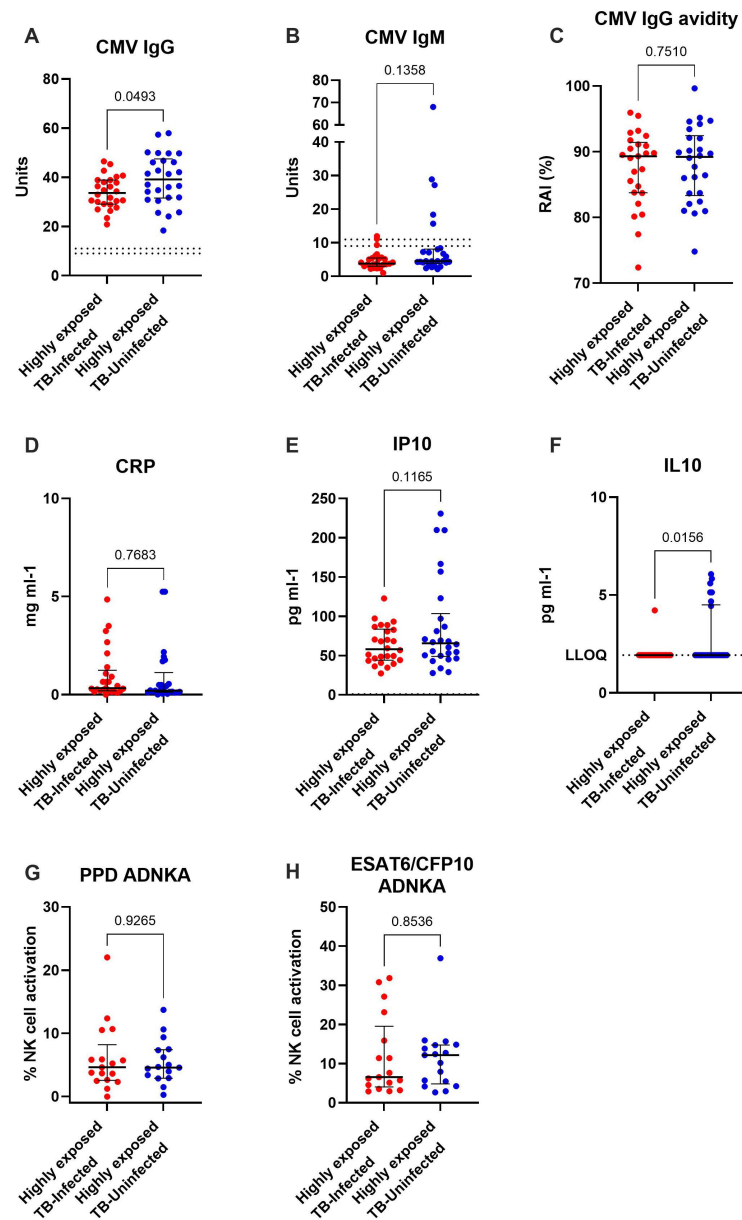 A
CMV IgG
0.0493
Units
80
60
40
20
0
Highly exposed
TB-Infected
Highly exposed
TB-Uninfected
B
CMV IgM
0.1358
Units
80
70
60
50
40
30
20
10
0
Highly exposed
TB-Infected
Highly exposed
TB-Uninfected
C
CMV IgG avidity
0.7510
RAI (%)
100
90
80
70
Highly exposed
TB-Infected
Highly exposed
TB-Uninfected
D
CRP
0.7683
mg ml-1
10
5
0
Highly exposed
TB-Infected
Highly exposed
TB-Uninfected
E
IP10
0.1165
pg ml-1
250
200
150
100
50
0
Highly exposed
TB-Infected
Highly exposed
TB-Uninfected
F
IL10
0.0156
pg ml-1
10
5
LLOQ
0
Highly exposed
TB-Infected
Highly exposed
TB-Uninfected
G
PPD ADNKA
0.9265
% NK cell activation
30
20
10
0
Highly exposed
TB-Infected
Highly exposed
TB-Uninfected
H
ESAT6/CFP10
ADNKA
0.8536
% NK cell activation
50
40
30
20
10
0
Highly exposed
TB-Infected
Highly exposed
TB-Uninfected